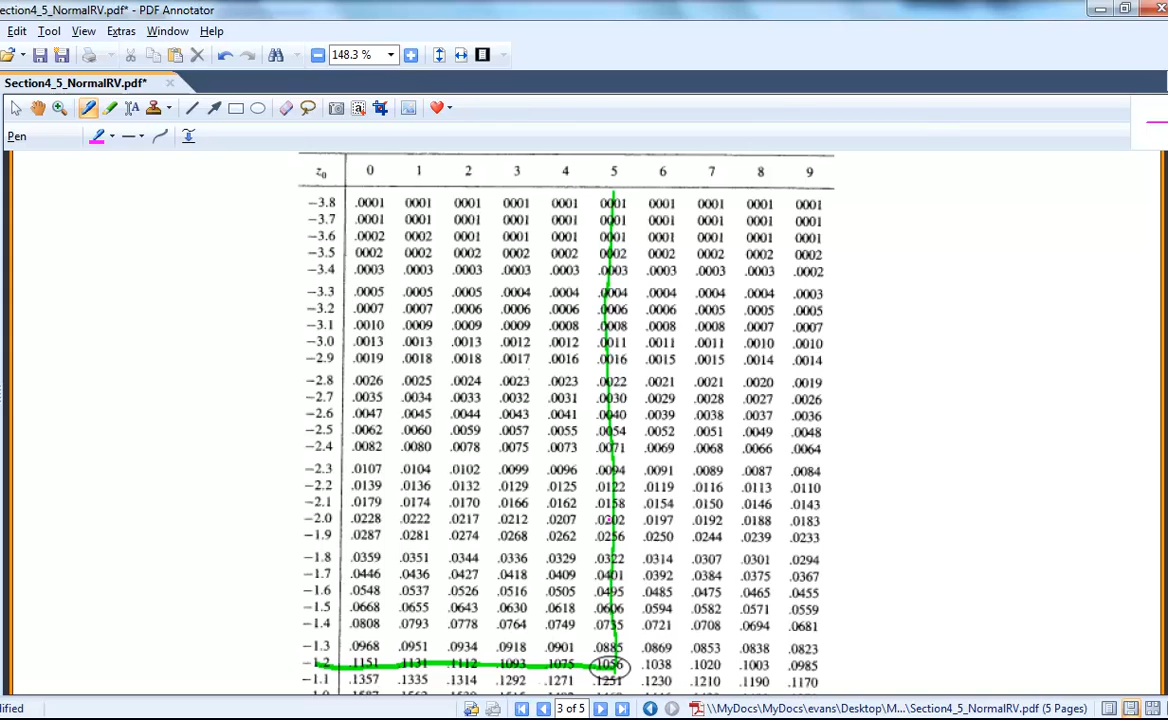 ection4_5_NormalRV.pdf* - PDF Annotator
Edit Tool View Extras Window Help
148.3 %
Section4_5_NormalRV.pdf*
Pen
z0 0 1 2 3 4 5 6 7 8 9
−3.8 .0001 0001 0001 0001 0001 0001 0001 0001 0001 0001
−3.7 .0001 0001 0001 0001 0001 0001 0001 0001 0001 0001
−3.6 .0002 0002 0001 0001 0001 0001 0001 0001 0001 0001
−3.5 0002 0002 0002 0002 0002 0002 0002 0002 0002 0002
−3.4 .0003 .0003 .0003 .0003 .0003 .0003 .0003 .0003 .0003 .0002
−3.3 .0005 .0005 .0005 .0004 .0004 .0004 .0004 .0004 .0004 .0003
−3.2 .0007 .0007 .0006 .0006 .0006 .0006 .0006 .0005 .0005 .0005
−3.1 .0010 .0009 .0009 .0009 .0008 .0008 .0008 .0008 .0007 .0007
−3.0 .0013 .0013 .0013 .0012 .0012 .0011 .0011 .0011 .0010 .0010
−2.9 .0019 .0018 .0018 .0017 .0016 .0016 .0015 .0015 .0014 .0014
−2.8 .0026 .0025 .0024 .0023 .0023 .0022 .0021 .0021 .0020 .0019
−2.7 .0035 .0034 .0033 .0032 .0031 .0030 .0029 .0028 .0027 .0026
−2.6 .0047 .0045 .0044 .0043 .0041 .0040 .0039 .0038 .0037 .0036
−2.5 .0062 .0060 .0059 .0057 .0055 .0054 .0052 .0051 .0049 .0048
−2.4 .0082 .0080 .0078 .0075 .0073 .0071 .0069 .0068 .0066 .0064
−2.3 .0107 .0104 .0102 .0099 .0096 .0094 .0091 .0089 .0087 .0084
−2.2 .0139 .0136 .0132 .0129 .0125 .0122 .0119 .0116 .0113 .0110
−2.1 .0179 .0174 .0170 .0166 .0162 .0158 .0154 .0150 .0146 .0143
−2.0 .0228 .0222 .0217 .0212 .0207 .0202 .0197 .0192 .0188 .0183
−1.9 .0287 .0281 .0274 .0268 .0262 .0256 .0250 .0244 .0239 .0233
−1.8 .0359 .0351 .0344 .0336 .0329 .0322 .0314 .0307 .0301 .0294
−1.7 .0446 .0436 .0427 .0418 .0409 .0401 .0392 .0384 .0375 .0367
−1.6 .0548 .0537 .0526 .0516 .0505 .0495 .0485 .0475 .0465 .0455
−1.5 .0668 .0655 .0643 .0630 .0618 .0606 .0594 .0582 .0571 .0559
−1.4 .0808 .0793 .0778 .0764 .0749 .0735 .0721 .0708 .0694 .0681
−1.3 .0968 .0951 .0934 .0918 .0901 .0885 .0869 .0853 .0838 .0823
−1.2 .1151 .1131 .1112 .1093 .1075 .1056 .1038 .1020 .1003 .0985
−1.1 .1357 .1335 .1314 .1292 .1271 .1251 .1230 .1210 .1190 .1170
ified 3 of 5 \\MyDocs\MyDocs\evans\Desktop\M...\Section4_5_NormalRV.pdf (5 Pages)